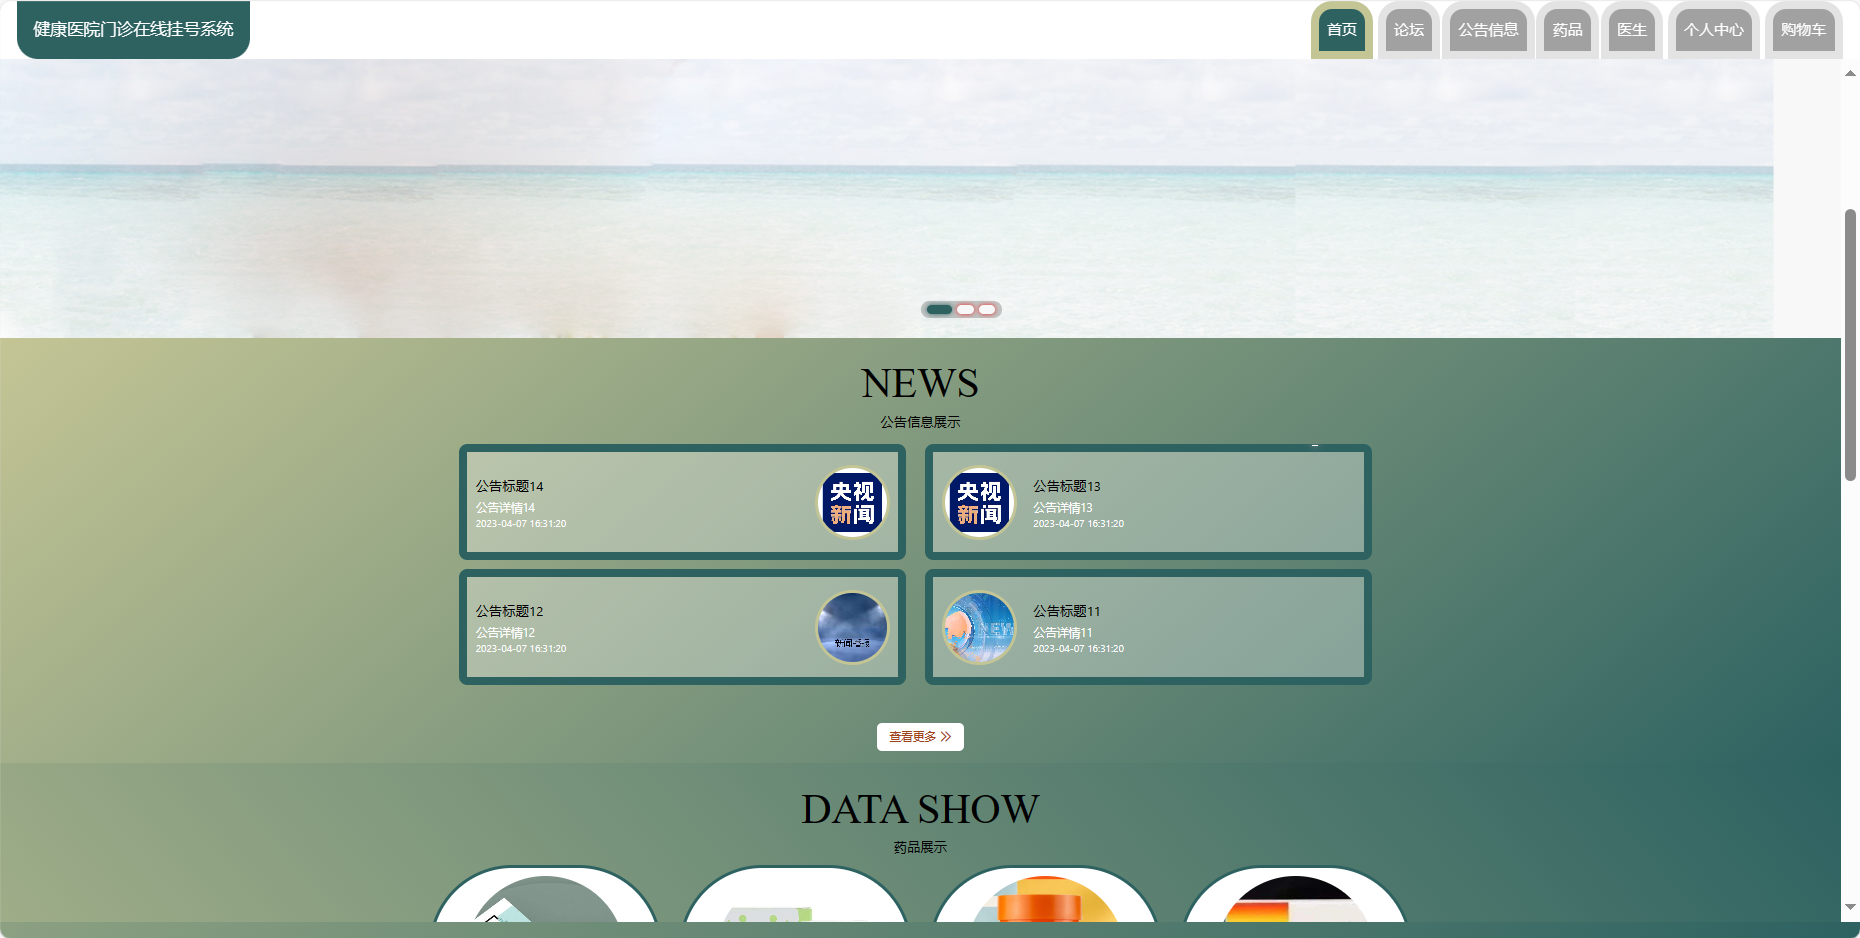 健康医院门诊在线挂号系统
首页 论坛 公告信息 药品 医生 个人中心 购物车
NEWS
公告信息展示
公告标题14
公告详情14
2023-04-07 16:31:20
央视
新闻
央视
新闻
公告标题13
公告详情13
2023-04-07 16:31:20
公告标题12
公告详情12
2023-04-07 16:31:20
NEW
公告标题11
公告详情11
2023-04-07 16:31:20
查看更多
DATA SHOW
药品展示